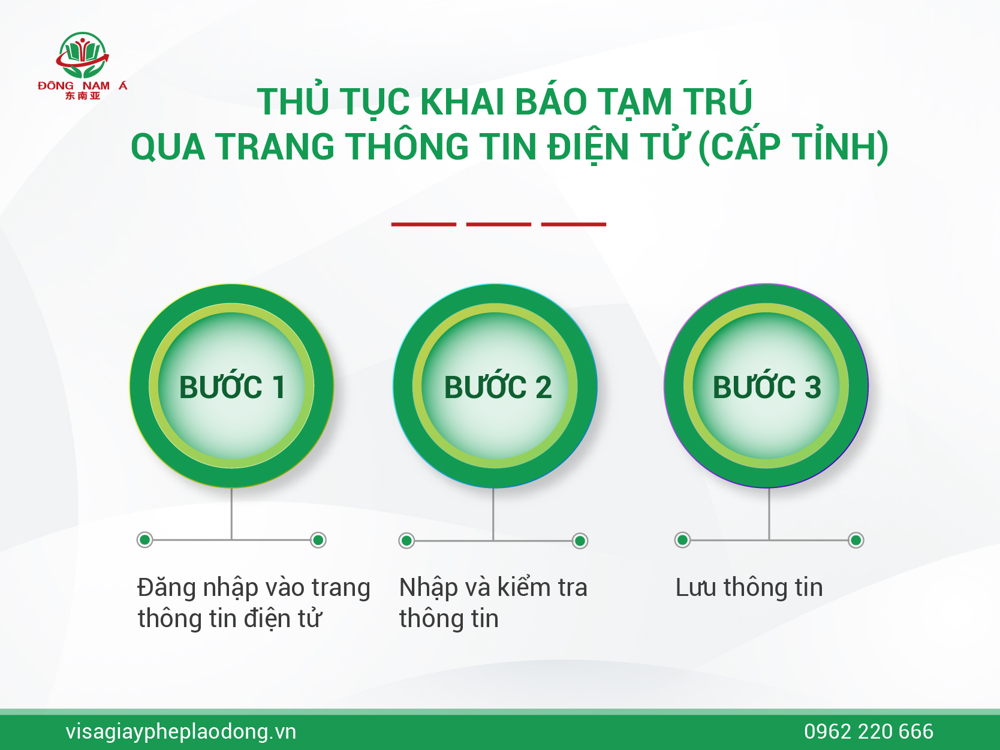 ĐÔNG NAM Á
东南亚
THỦ TỤC KHAI BÁO TẠM TRÚ
QUA TRANG THÔNG TIN ĐIỆN TỬ (CẤP TỈNH)
BƯỚC 1
Đăng nhập vào trang
thông tin điện tử
BƯỚC 2
Nhập và kiểm tra
thông tin
BƯỚC 3
Lưu thông tin
visagiaypheplaodong.vn
0962 220 666